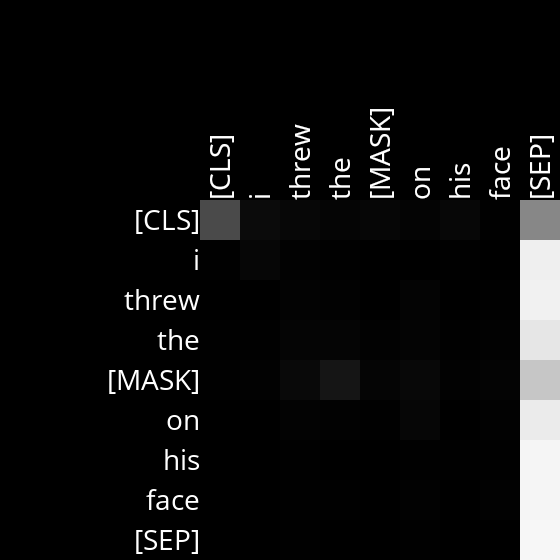 [CLS] i threw the [MASK] on his face [SEP]
[CLS]
i
threw
the
[MASK]
on
his
face
[SEP]